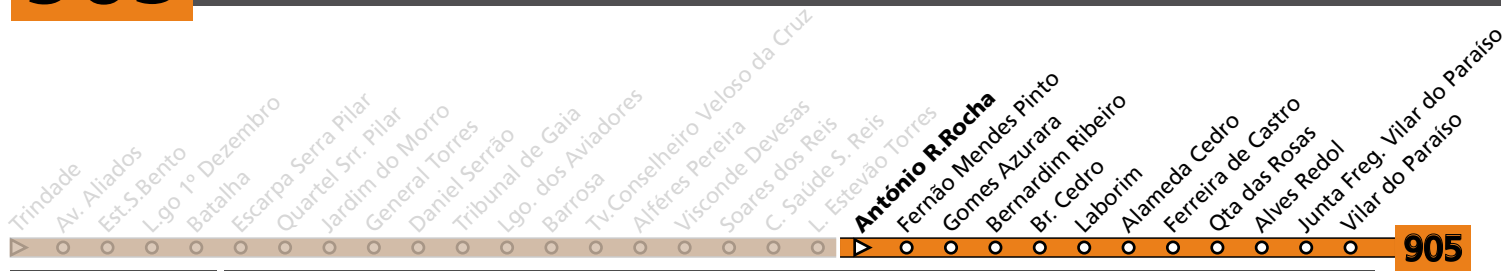 905
Trindade
Av. Aliados
Est.S.Bento
Lgo 1º Dezembro
Batalha
Escarpa Serra Pilar
Quartel Srr. Pilar
Jardim do Morro
General Torres
Daniel Serrão
Tribunal de Gaia
Lgo. dos Aviadores
Barrosa
Tv.Conselheiro Veloso da Cruz
Alferes Pereira
Visconde Devesas
Soares dos Reis
C. Saúde S. Reis
L. Estevão Torres
António R.Rocha
Fernão Mendes Pinto
Gomes Azurara
Bernardim Ribeiro
Br. Cedro
Laborim
Alameda Cedro
Ferreira de Castro
Qta das Rosas
Alves Redol
Junta Freg. Vilar do Paraíso
Vilar do Paraíso
905